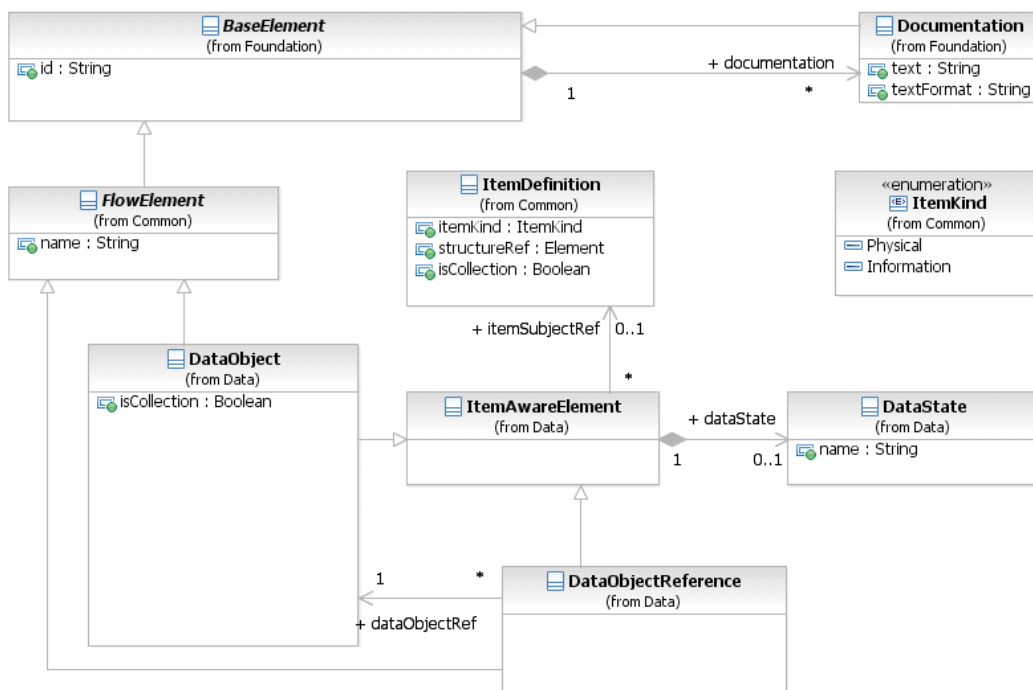 BaseElement
(from Foundation)
id : String
Documentation
(from Foundation)
text : String
textFormat : String
+ documentation
1
*
FlowElement
(from Common)
name : String
ItemDefinition
(from Common)
itemKind : ItemKind
structureRef : Element
isCollection : Boolean
«enumeration»
ItemKind
(from Common)
Physical
Information
+ itemSubjectRef
0..1
*
DataObject
(from Data)
isCollection : Boolean
ItemAwareElement
(from Data)
+ dataState
1
0..1
DataState
(from Data)
name : String
1
*
+ dataObjectRef
DataObjectReference
(from Data)